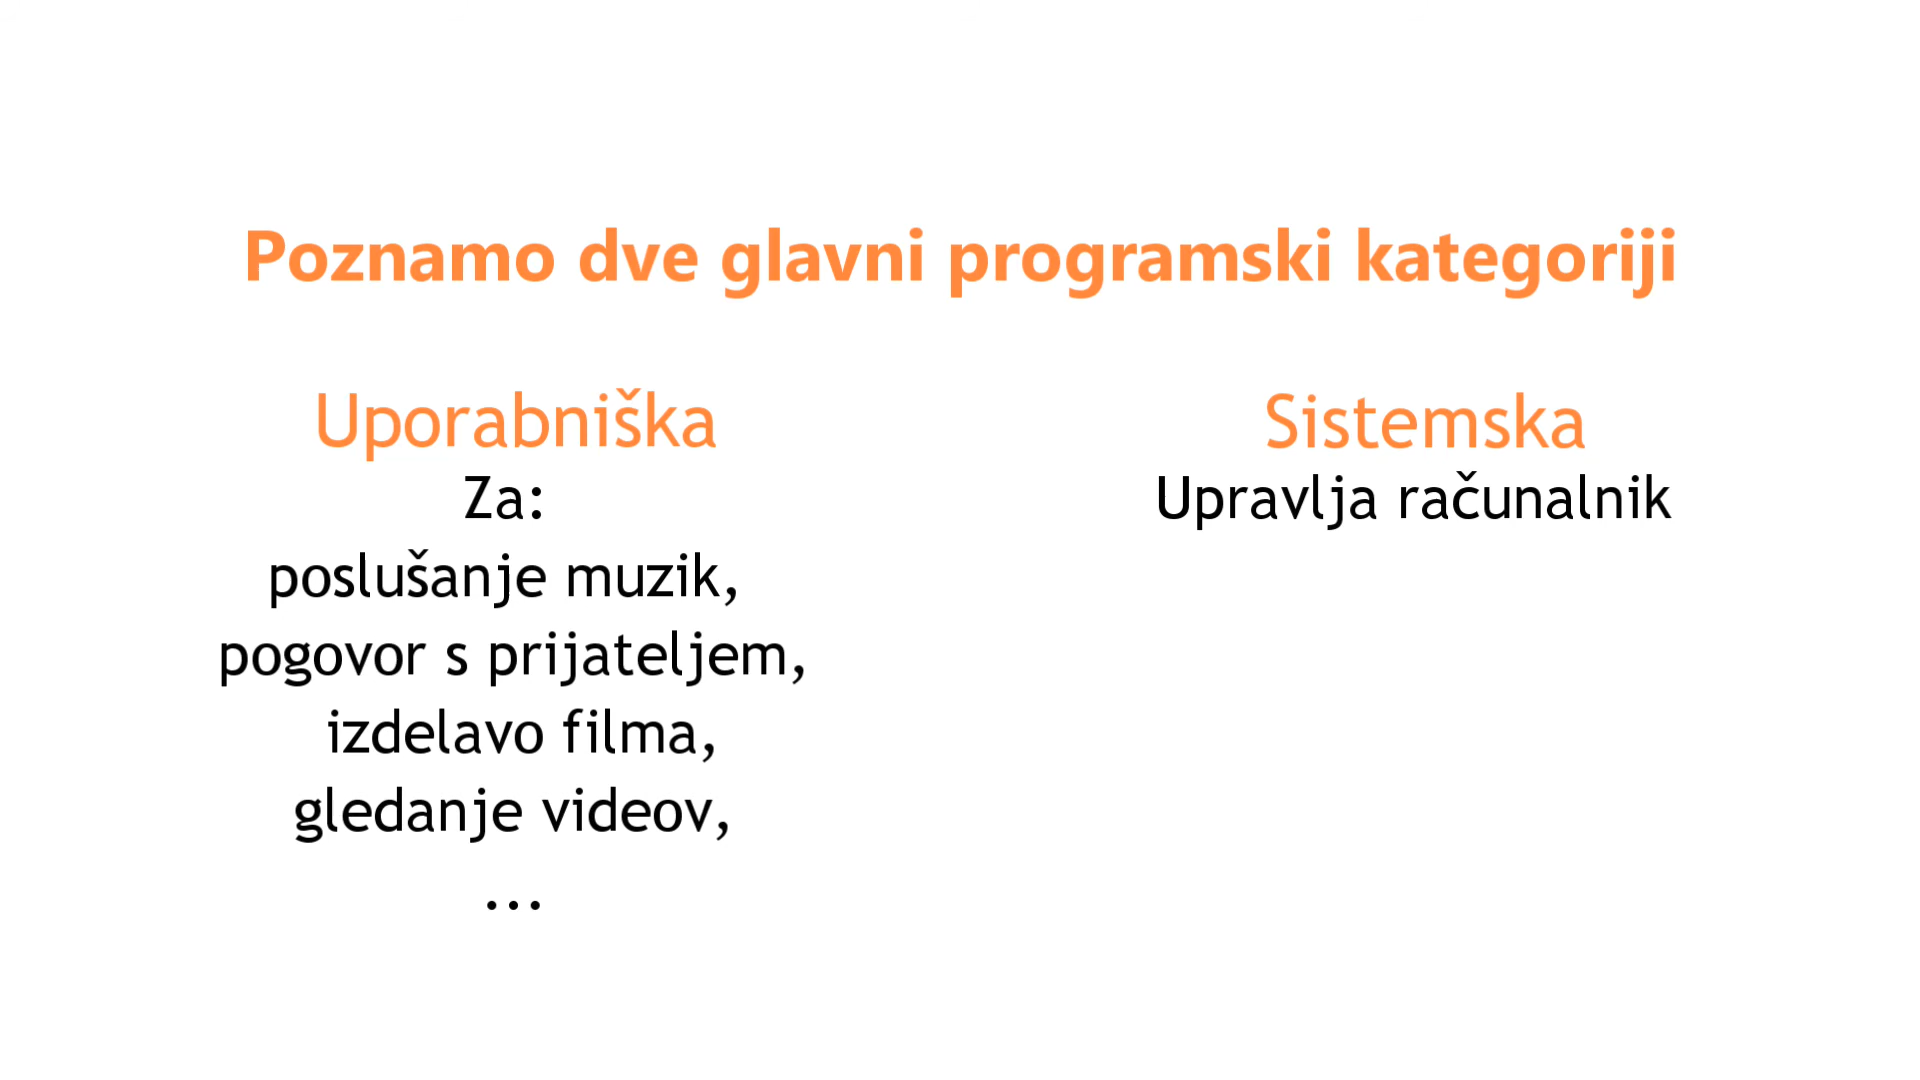 Poznamo dve glavni programski kategoriji
Uporabniška
Za:
poslušanje muzik,
pogovor s prijateljem,
izdelavo filma,
gledanje videov,
...
Sistemska
Upravlja računalnik